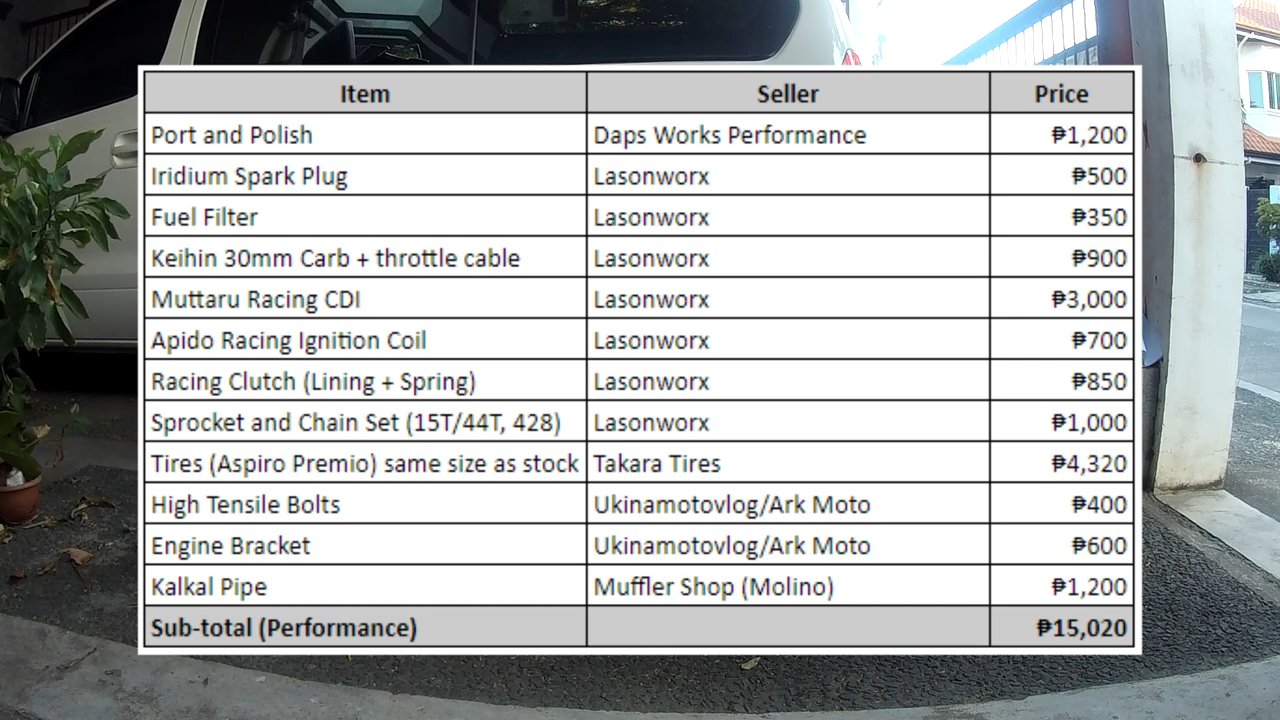 Item Seller Price
Port and Polish Daps Works Performance ₱1,200
Iridium Spark Plug Lasonworx ₱500
Fuel Filter Lasonworx ₱350
Keihin 30mm Carb + throttle cable Lasonworx ₱900
Muttaru Racing CDI Lasonworx ₱3,000
Apido Racing Ignition Coil Lasonworx ₱700
Racing Clutch (Lining + Spring) Lasonworx ₱850
Sprocket and Chain Set (15T/44T, 428) Lasonworx ₱1,000
Tires (Aspiro Premio) same size as stock Takara Tires ₱4,320
High Tensile Bolts Ukinamotovlog/Ark Moto ₱400
Engine Bracket Ukinamotovlog/Ark Moto ₱600
Kalkal Pipe Muffler Shop (Molino) ₱1,200
Sub-total (Performance) ₱15,020